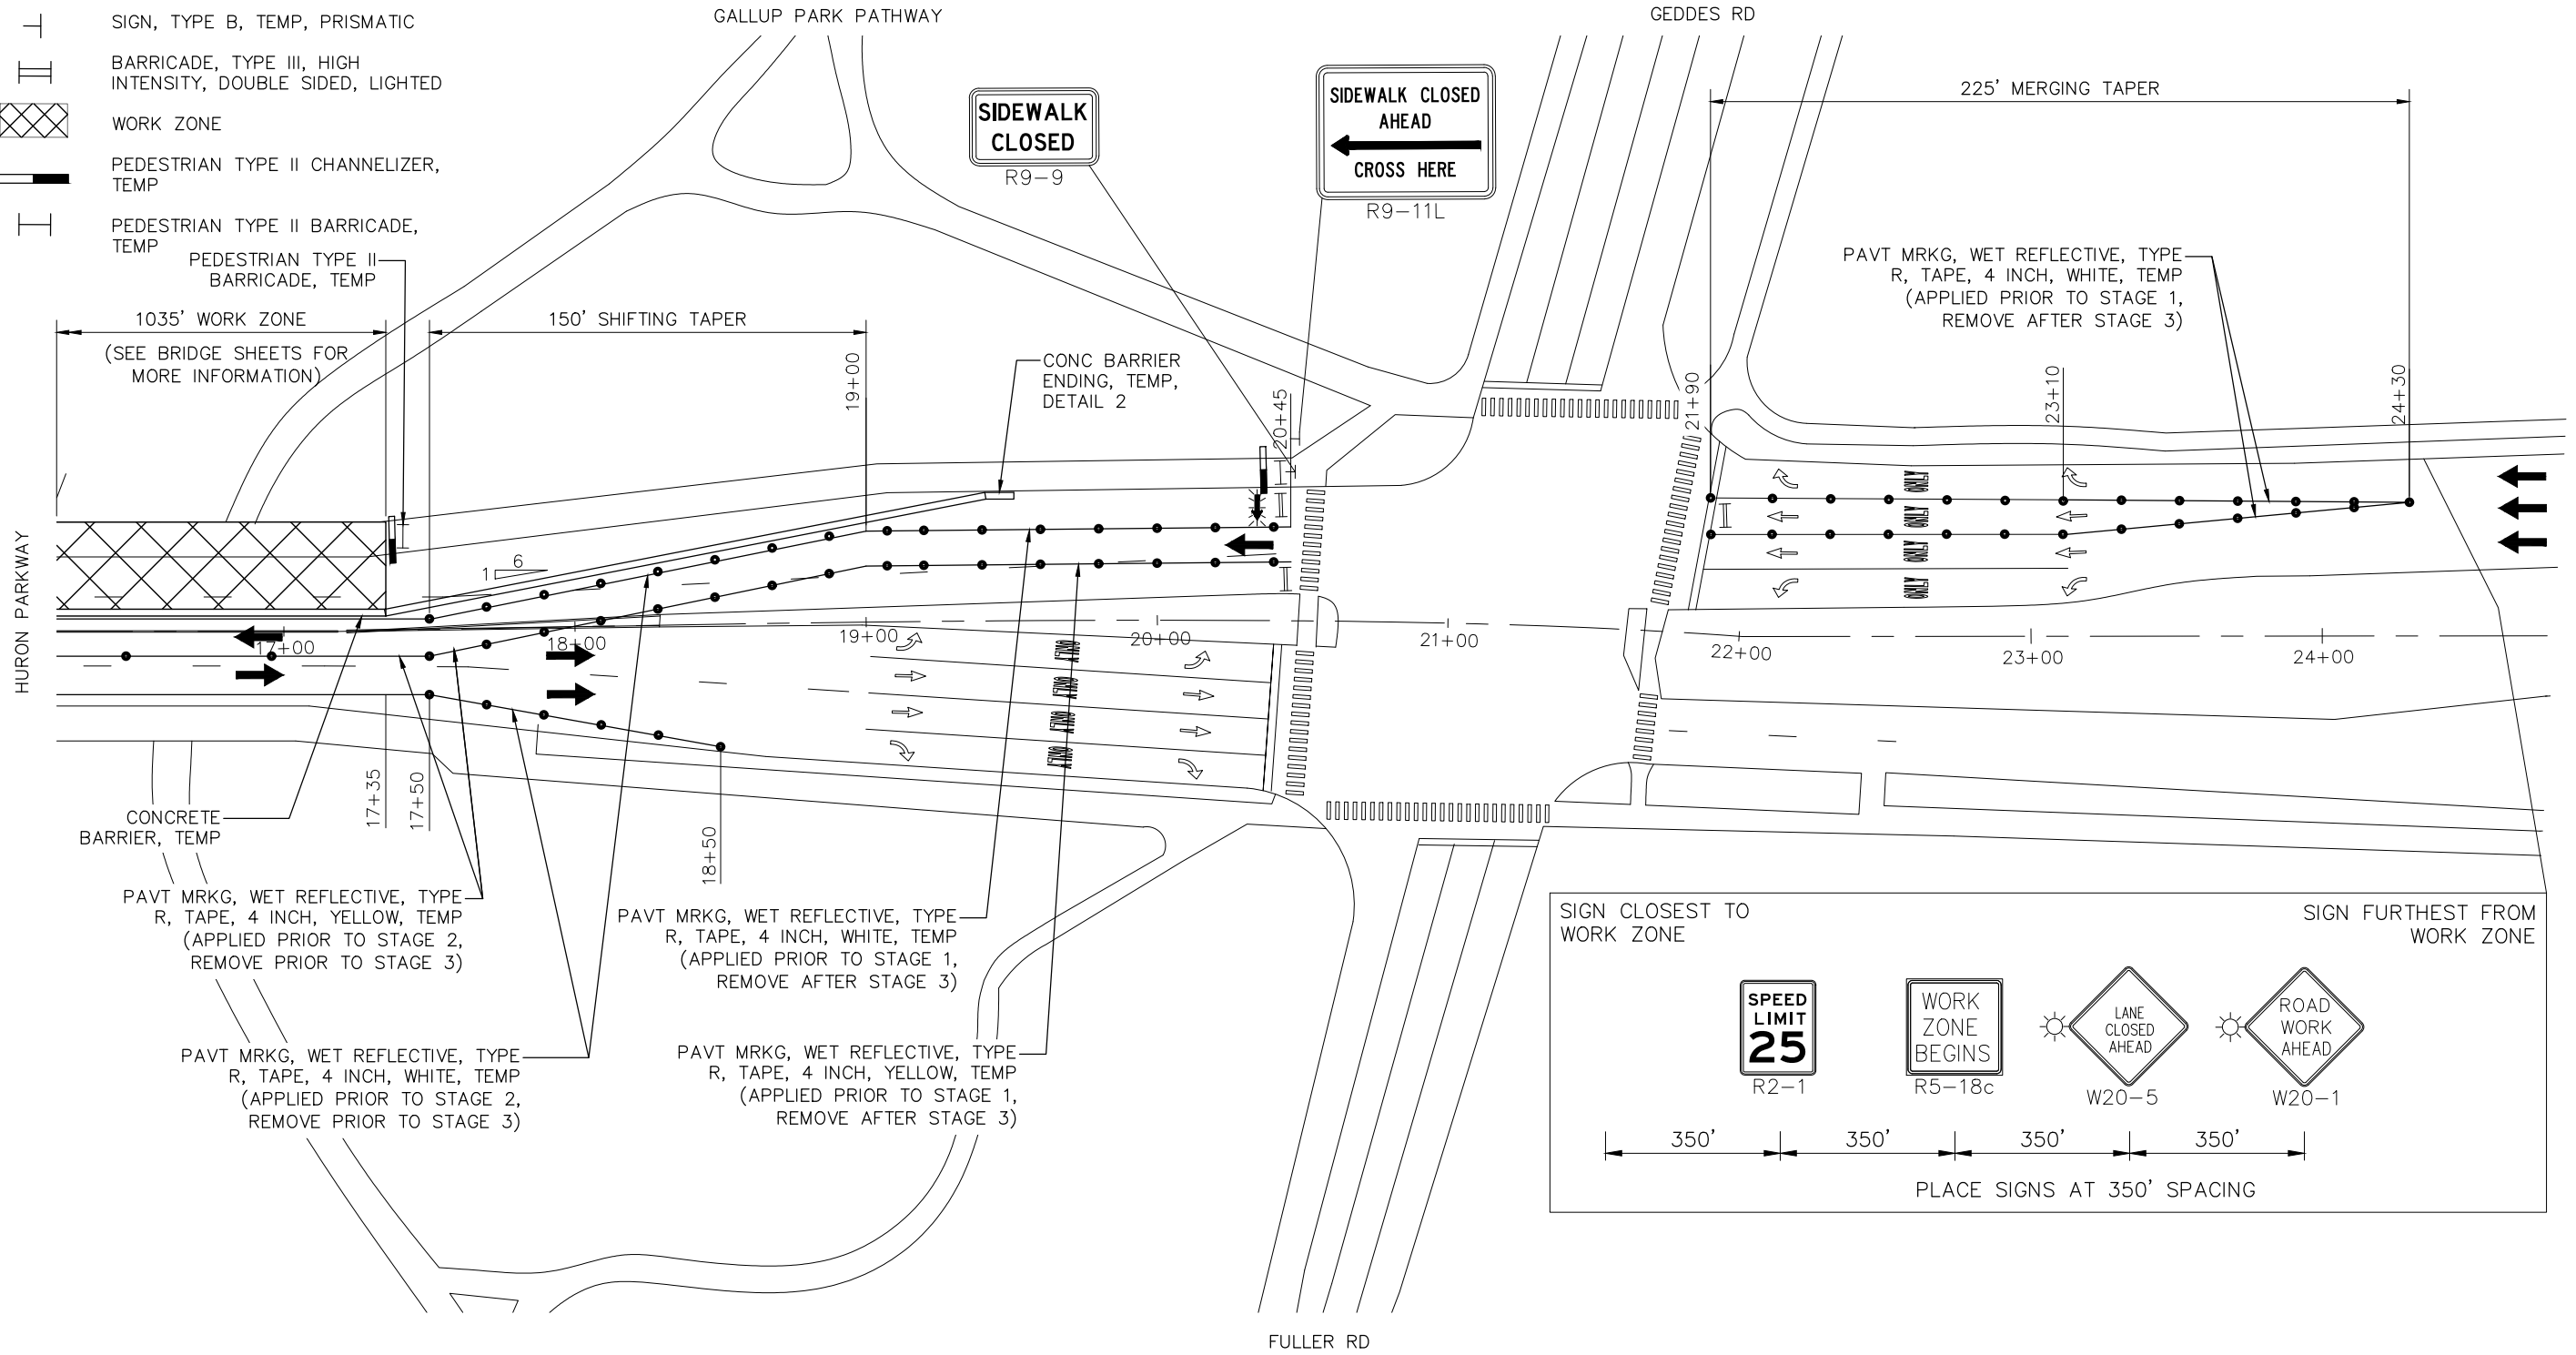 SIGN, TYPE B, TEMP, PRISMATIC
BARRICADE, TYPE III, HIGH
INTENSITY, DOUBLE SIDED, LIGHTED
WORK ZONE
PEDESTRIAN TYPE II CHANNELIZER,
TEMP
PEDESTRIAN TYPE II BARRICADE,
TEMP
PEDESTRIAN TYPE II
BARRICADE, TEMP
1035' WORK ZONE
(SEE BRIDGE SHEETS FOR
MORE INFORMATION)
150' SHIFTING TAPER
GALLUP PARK PATHWAY
SIDEWALK
CLOSED
R9-9
SIDEWALK CLOSED
AHEAD
CROSS HERE
R9-11L
GEDDES RD
225' MERGING TAPER
PAVT MRKG, WET REFLECTIVE, TYPE
R, TAPE, 4 INCH, WHITE, TEMP
(APPLIED PRIOR TO STAGE 1,
REMOVE AFTER STAGE 3)
CONC BARRIER
ENDING, TEMP,
DETAIL 2
19+00
20+45
21+90
23+10
24+30
ONLY
ONLY
ONLY
1
6
HURON PARKWAY
17+00
18+00
19+00
20+00
21+00
22+00
23+00
24+00
ONLY
ONLY
ONLY
ONLY
17+35
17+50
18+50
CONCRETE
BARRIER, TEMP
PAVT MRKG, WET REFLECTIVE, TYPE
R, TAPE, 4 INCH, YELLOW, TEMP
(APPLIED PRIOR TO STAGE 2,
REMOVE PRIOR TO STAGE 3)
PAVT MRKG, WET REFLECTIVE, TYPE
R, TAPE, 4 INCH, WHITE, TEMP
(APPLIED PRIOR TO STAGE 1,
REMOVE AFTER STAGE 3)
PAVT MRKG, WET REFLECTIVE, TYPE
R, TAPE, 4 INCH, WHITE, TEMP
(APPLIED PRIOR TO STAGE 2,
REMOVE PRIOR TO STAGE 3)
PAVT MRKG, WET REFLECTIVE, TYPE
R, TAPE, 4 INCH, YELLOW, TEMP
(APPLIED PRIOR TO STAGE 1,
REMOVE AFTER STAGE 3)
SIGN CLOSEST TO
WORK ZONE
SIGN FURTHEST FROM
WORK ZONE
SPEED
LIMIT
25
R2-1
WORK
ZONE
BEGINS
R5-18c
LANE
CLOSED
AHEAD
W20-5
ROAD
WORK
AHEAD
W20-1
350' 350' 350' 350'
PLACE SIGNS AT 350' SPACING
FULLER RD